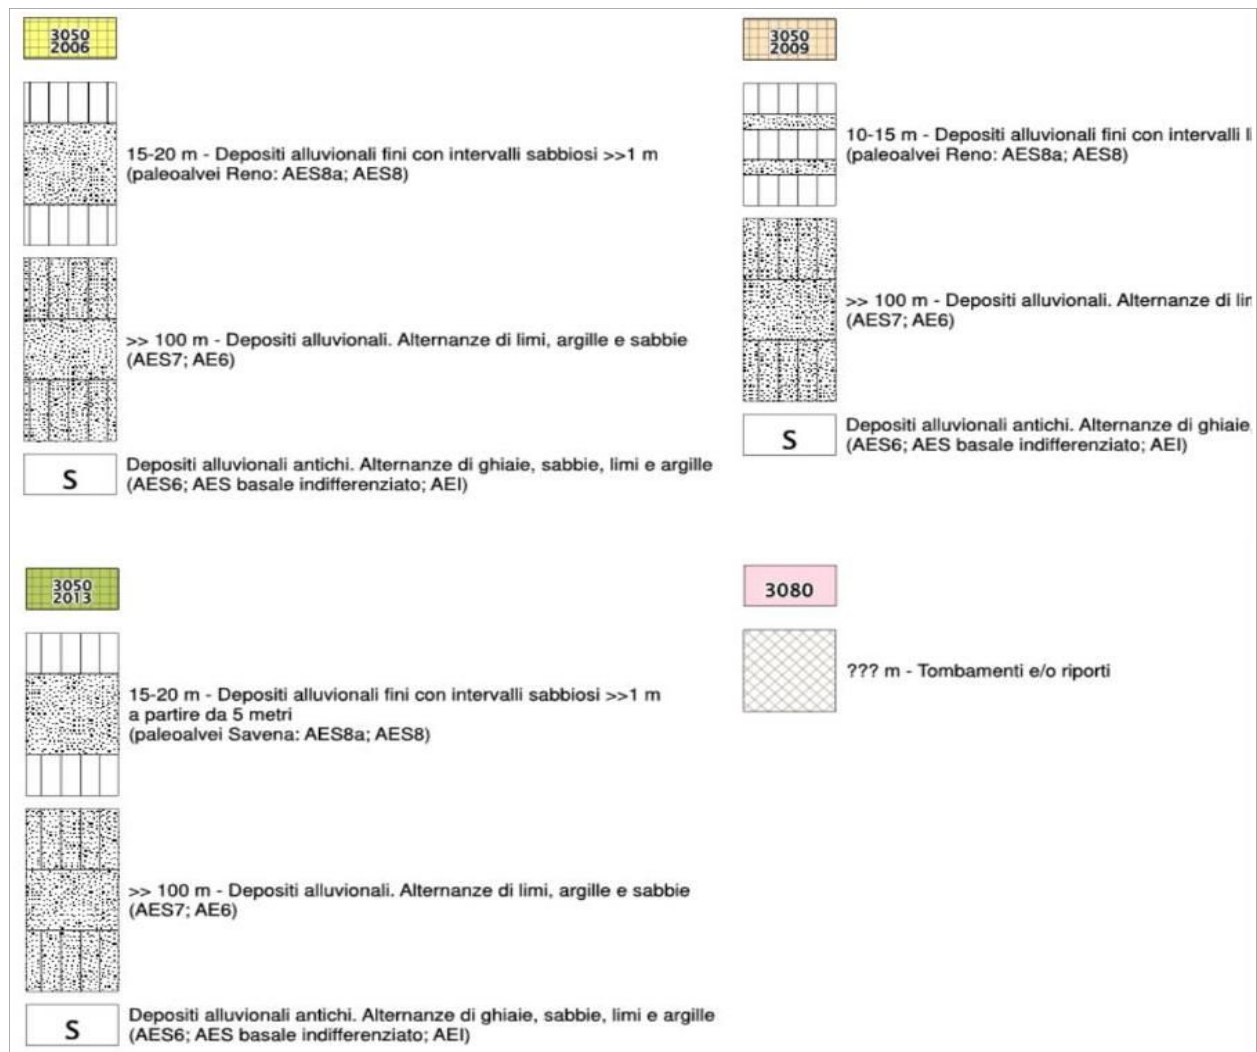 3050
2006
15-20 m - Depositi alluvionali fini con intervalli sabbiosi >>1 m
(paleoalvei Reno: AES8a; AES8)
>> 100 m - Depositi alluvionali. Alternanze di limi, argille e sabbie
(AES7; AE6)
S
Depositi alluvionali antichi. Alternanze di ghiaie, sabbie, limi e argille
(AES6; AES basale indifferenziato; AEI)
3050
2009
10-15 m - Depositi alluvionali fini con intervalli
(paleoalvei Reno: AES8a; AES8)
>> 100 m - Depositi alluvionali. Alternanze di
(AES7; AE6)
S
Depositi alluvionali antichi. Alternanze di ghiaie
(AES6; AES basale indifferenziato; AEI)
3050
2013
15-20 m - Depositi alluvionali fini con intervalli sabbiosi >>1 m
a partire da 5 metri
(paleoalvei Savena: AES8a; AES8)
>> 100 m - Depositi alluvionali. Alternanze di limi, argille e sabbie
(AES7; AE6)
S
Depositi alluvionali antichi. Alternanze di ghiaie, sabbie, limi e argille
(AES6; AES basale indifferenziato; AEI)
3080
??? m - Tombamenti e/o riporti